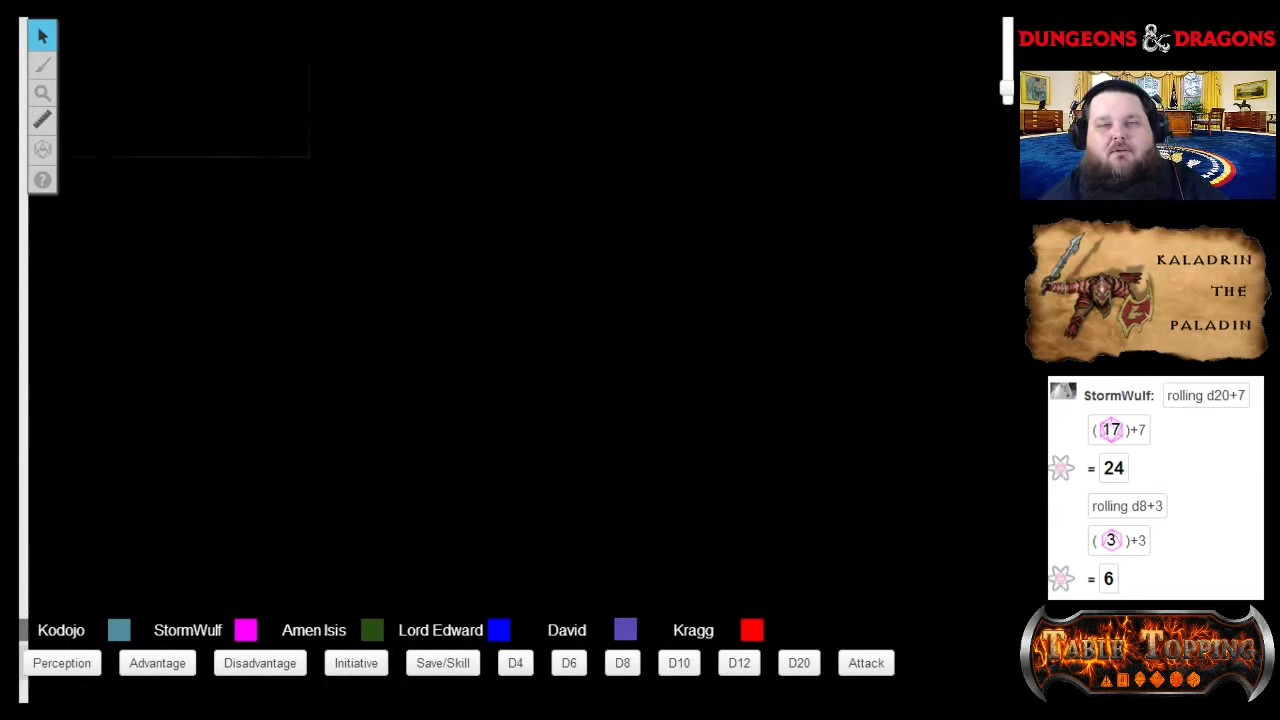 DUNGEONS & DRAGONS
KALADRIN
THE
PALADIN
StormWulf: rolling d20+7
(17)+7
= 24
rolling d8+3
(3)+3
= 6
Kodojo StormWulf Amen Isis Lord Edward David Kragg
Perception Advantage Disadvantage Initiative Save/Skill D4 D6 D8 D10 D12 D20 Attack
TABLE TOPPING